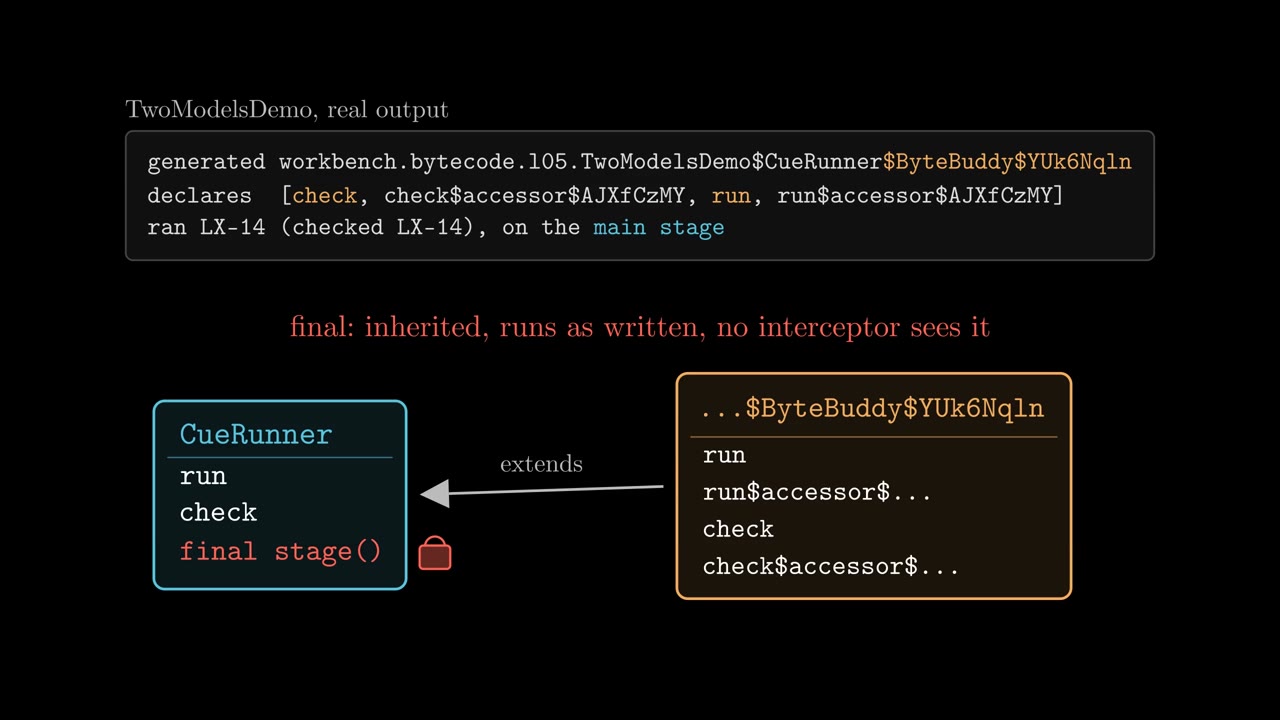 TwoModelsDemo, real output
generated workbench.bytecode.l05.TwoModelsDemo$CueRunner$ByteBuddy$YUk6Nqln
declares  [check, check$accessor$AJXfCzMY, run, run$accessor$AJXfCzMY]
ran LX-14 (checked LX-14), on the main stage
final: inherited, runs as written, no interceptor sees it
CueRunner
run
check
final stage()
extends
...$ByteBuddy$YUk6Nqln
run
run$accessor$...
check
check$accessor$...